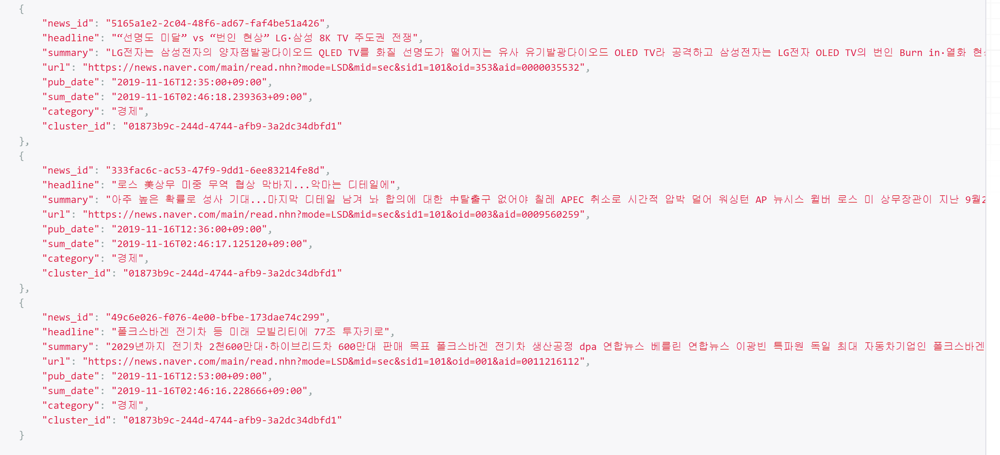 {
"news_id": "5165a1e2-2c04-48f6-ad67-faf4be51a426",
"headline": "“선명도 미달” vs “번인 현상” LG·삼성 8K TV 주도권 전쟁",
"summary": "LG전자는 삼성전자의 양자점발광다이오드 QLED TV를 화질 선명도가 떨어지는 유사 유기발광다이오드 OLED TV라 공격하고 삼성전자는 LG전자 OLED TV의 번인 Burn in·열화
"url": "https://news.naver.com/main/read.nhn?mode=LSD&mid=sec&sid1=101&oid=353&aid=0000035532",
"pub_date": "2019-11-16T12:35:00+09:00",
"sum_date": "2019-11-16T02:46:18.239363+09:00",
"category": "경제",
"cluster_id": "01873b9c-244d-4744-afb9-3a2dc34dbfd1"
},
{
"news_id": "333fac6c-ac53-47f9-9dd1-6ee83214fe8d",
"headline": "로스 美상무 미중 무역 협상 막바지...악마는 디테일에",
"summary": "아주 높은 확률로 성사 기대...마지막 디테일 남겨 놔 합의에 대한 中탈출구 없어야 칠레 APEC 취소로 시간적 압박 덜어 워싱턴 AP 뉴시스 윌버 로스 미 상무장관이 지난 9월
"url": "https://news.naver.com/main/read.nhn?mode=LSD&mid=sec&sid1=101&oid=003&aid=0009560259",
"pub_date": "2019-11-16T12:36:00+09:00",
"sum_date": "2019-11-16T02:46:17.125120+09:00",
"category": "경제",
"cluster_id": "01873b9c-244d-4744-afb9-3a2dc34dbfd1"
},
{
"news_id": "49c6e026-f076-4e00-bfbe-173dae74c299",
"headline": "폴크스바겐 전기차 등 미래 모빌리티에 77조 투자키로",
"summary": "2029년까지 전기차 2천600만대·하이브리드차 600만대 판매 목표 폴크스바겐 전기차 생산공정 dpa 연합뉴스 베를린 연합뉴스 이광빈 특파원 독일 최대 자동차기업인 폴크스바겐
"url": "https://news.naver.com/main/read.nhn?mode=LSD&mid=sec&sid1=101&oid=001&aid=0011216112",
"pub_date": "2019-11-16T12:53:00+09:00",
"sum_date": "2019-11-16T02:46:16.228666+09:00",
"category": "경제",
"cluster_id": "01873b9c-244d-4744-afb9-3a2dc34dbfd1"
}